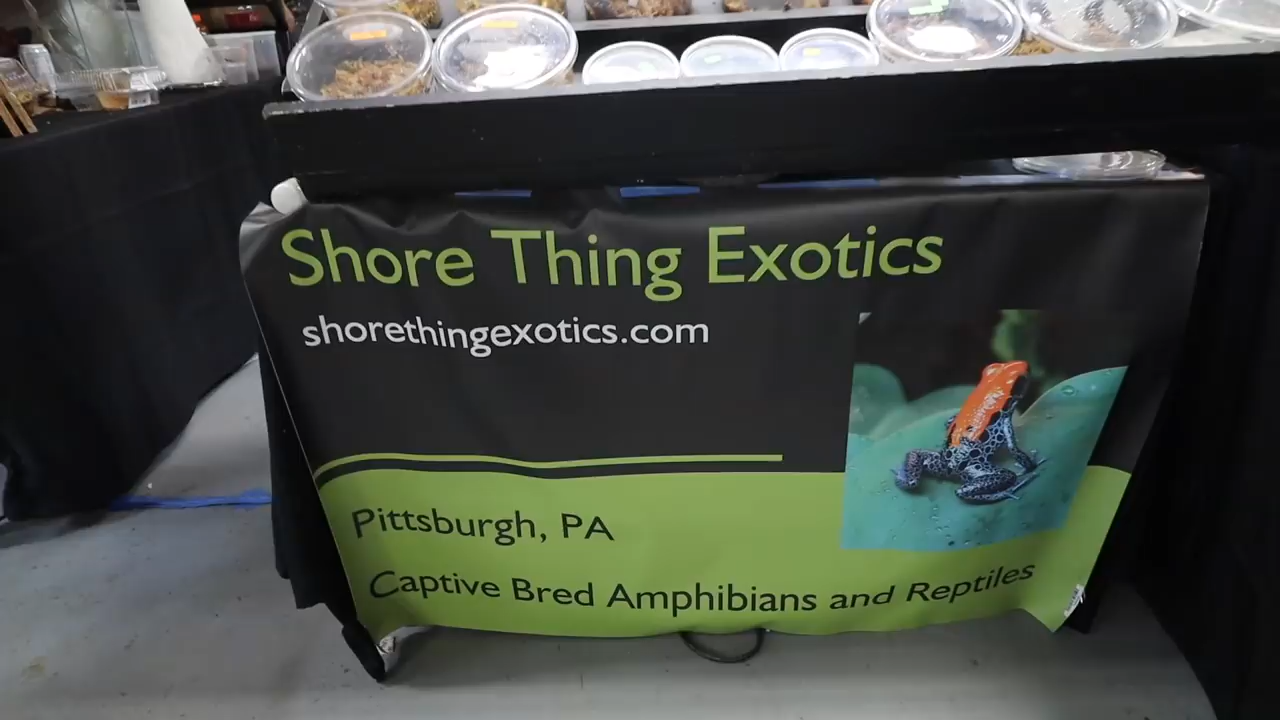 Shore Thing Exotics
shorethingexotics.com
Pittsburgh, PA
Captive Bred Amphibians and Reptiles